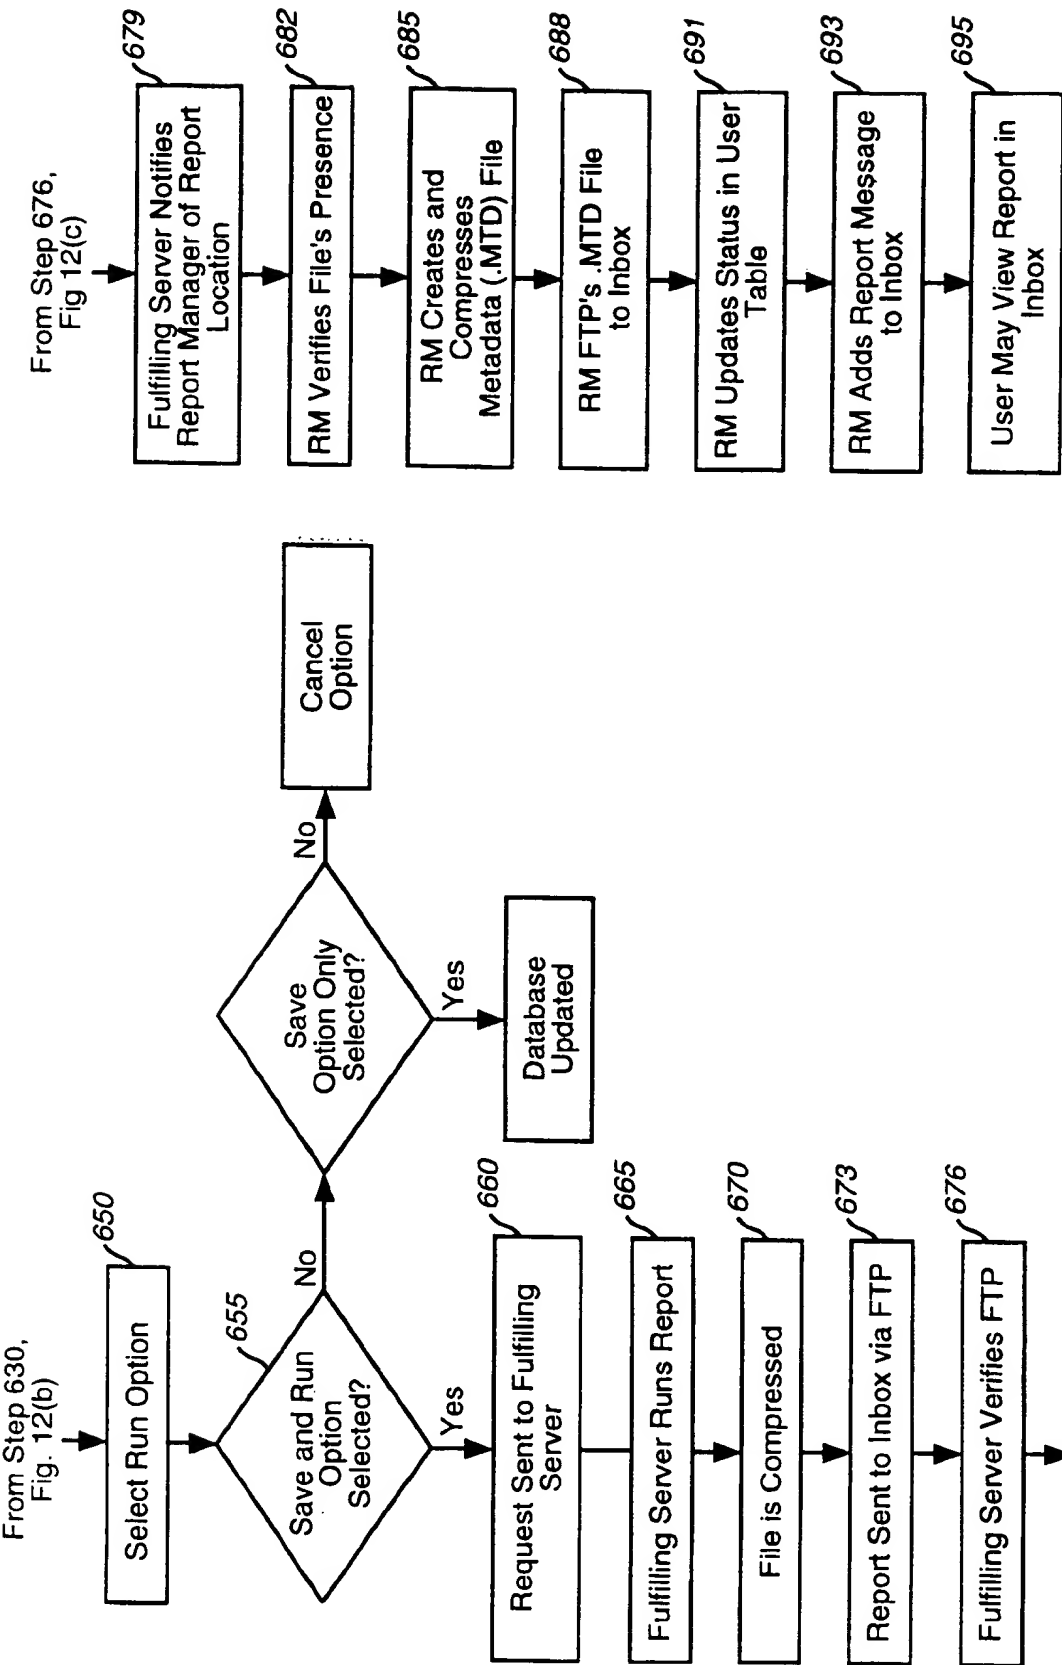 From Step 630,
Fig. 12(b)
650
Select Run Option
655
Save and Run
Option
Selected?
No
Yes
Save
Option Only
Selected?
No
Cancel
Option
Yes
Database
Updated
660
Request Sent to Fulfilling
Server
665
Fulfilling Server Runs Report
670
File is Compressed
673
Report Sent to Inbox via FTP
676
Fulfilling Server Verifies FTP
From Step 676,
Fig 12(c)
679
Fulfilling Server Notifies
Report Manager of Report
Location
682
RM Verifies File's Presence
685
RM Creates and
Compresses
Metadata (.MTD) File
688
RM FTP's .MTD File
to Inbox
691
RM Updates Status in User
Table
693
RM Adds Report Message
to Inbox
695
User May View Report in
Inbox